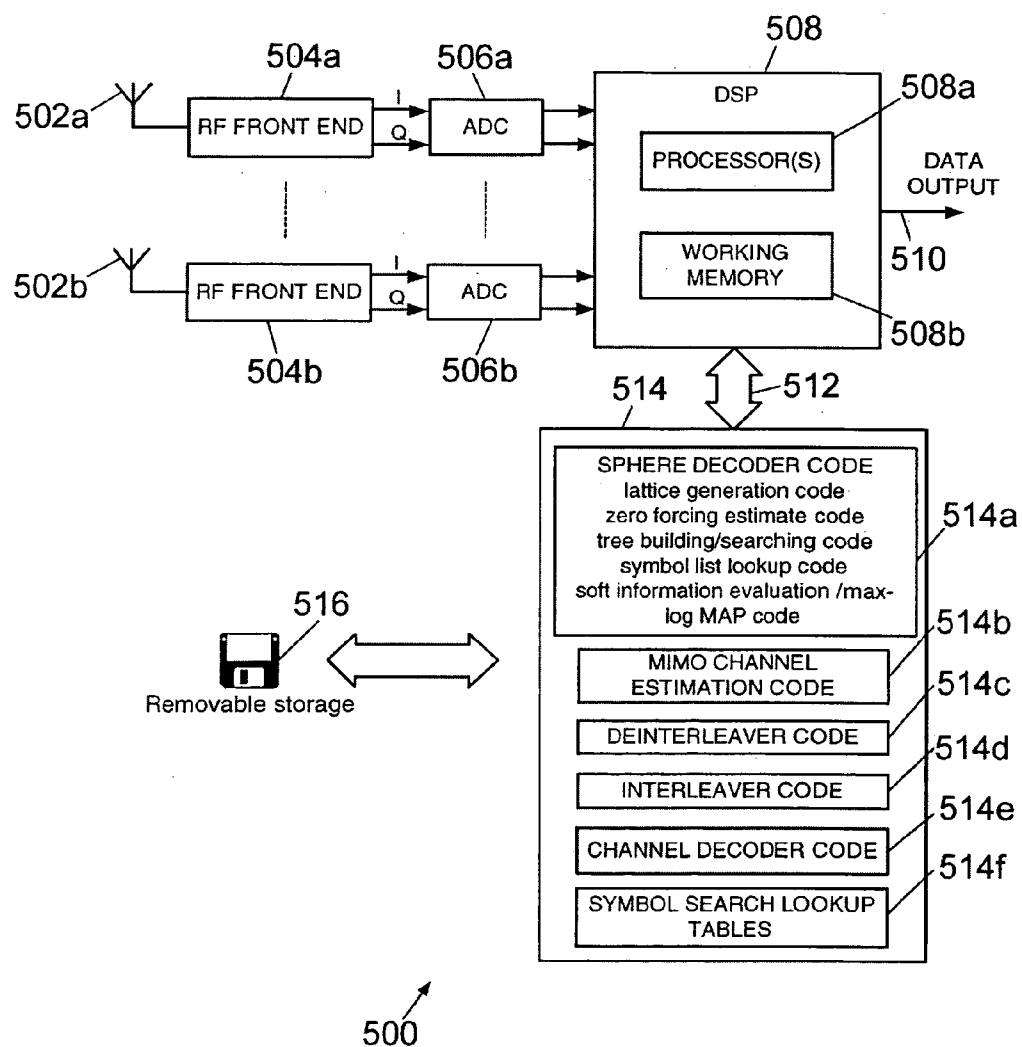 508
504a
506a
508a
DSP
502a
I
RF FRONT END
ADC
Q
PROCESSOR(S)
DATA
OUTPUT
510
502b
I
RF FRONT END
ADC
Q
WORKING
MEMORY
508b
504b
506b
514
512
SPHERE DECODER CODE
lattice generation code
zero forcing estimate code
tree building/searching code
symbol list lookup code
soft information evaluation /max-
log MAP code
514a
516
Removable storage
514b
MIMO CHANNEL
ESTIMATION CODE
514c
DEINTERLEAVER CODE
514d
INTERLEAVER CODE
514e
CHANNEL DECODER CODE
514f
SYMBOL SEARCH LOOKUP
TABLES
500